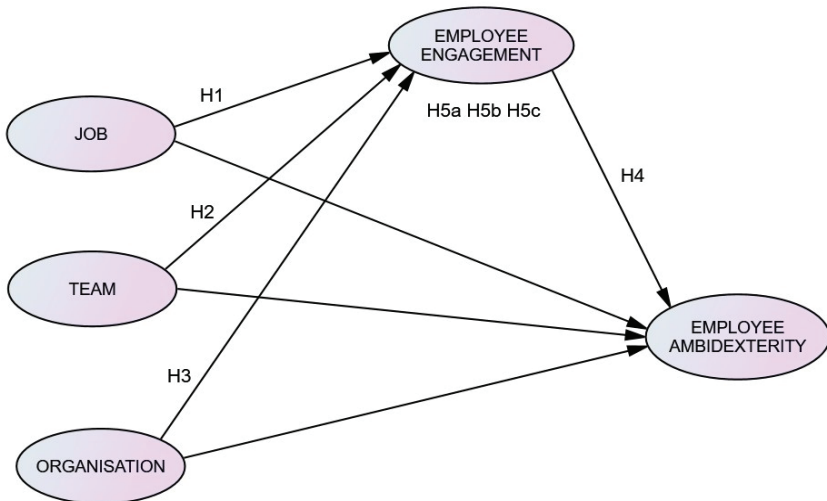 EMPLOYEE
ENGAGEMENT
H1
H5a H5b H5c
JOB
H4
H2
TEAM
EMPLOYEE
AMBIDEXTERITY
H3
ORGANISATION